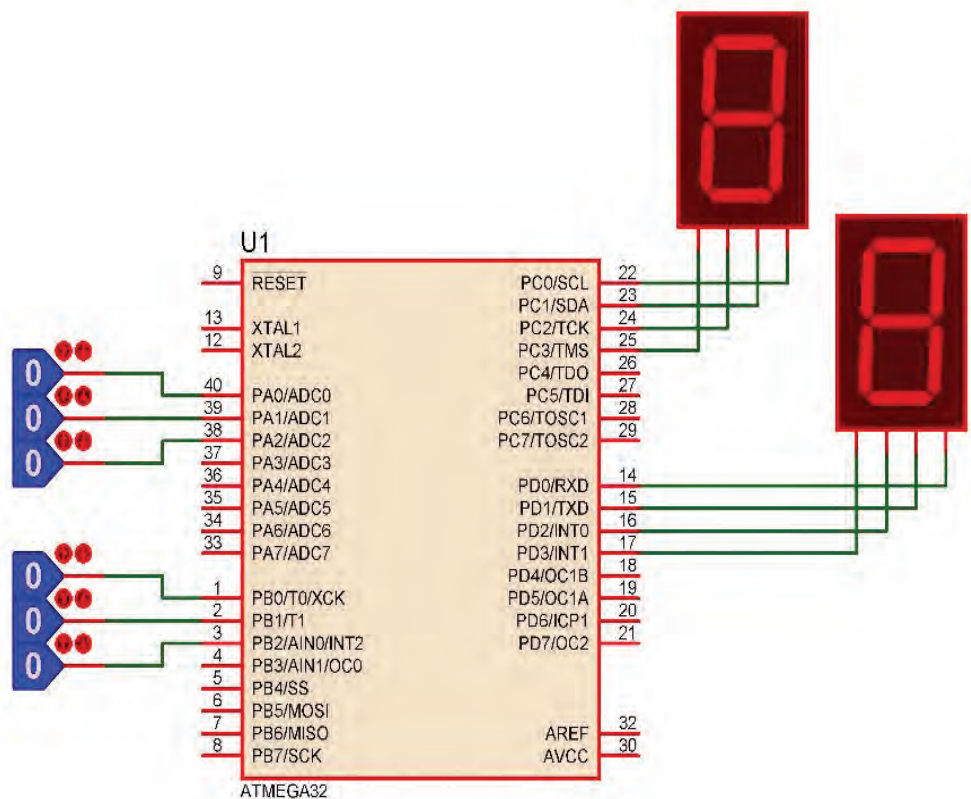 U1
9 RESET
13 XTAL1
12 XTAL2
40 PA0/ADC0
39 PA1/ADC1
38 PA2/ADC2
37 PA3/ADC3
36 PA4/ADC4
35 PA5/ADC5
34 PA6/ADC6
33 PA7/ADC7
1 PB0/T0/XCK
2 PB1/T1
3 PB2/AIN0/INT2
4 PB3/AIN1/OC0
5 PB4/SS
6 PB5/MOSI
7 PB6/MISO
8 PB7/SCK
PC0/SCL 22
PC1/SDA 23
PC2/TCK 24
PC3/TMS 25
PC4/TDO 26
PC5/TDI 27
PC6/TOSC1 28
PC7/TOSC2 29
PD0/RXD 14
PD1/TXD 15
PD2/INT0 16
PD3/INT1 17
PD4/OC1B 18
PD5/OC1A 19
PD6/ICP1 20
PD7/OC2 21
AREF 32
AVCC 30
ATMEGA32
0
0
0
0
0
0
8
8